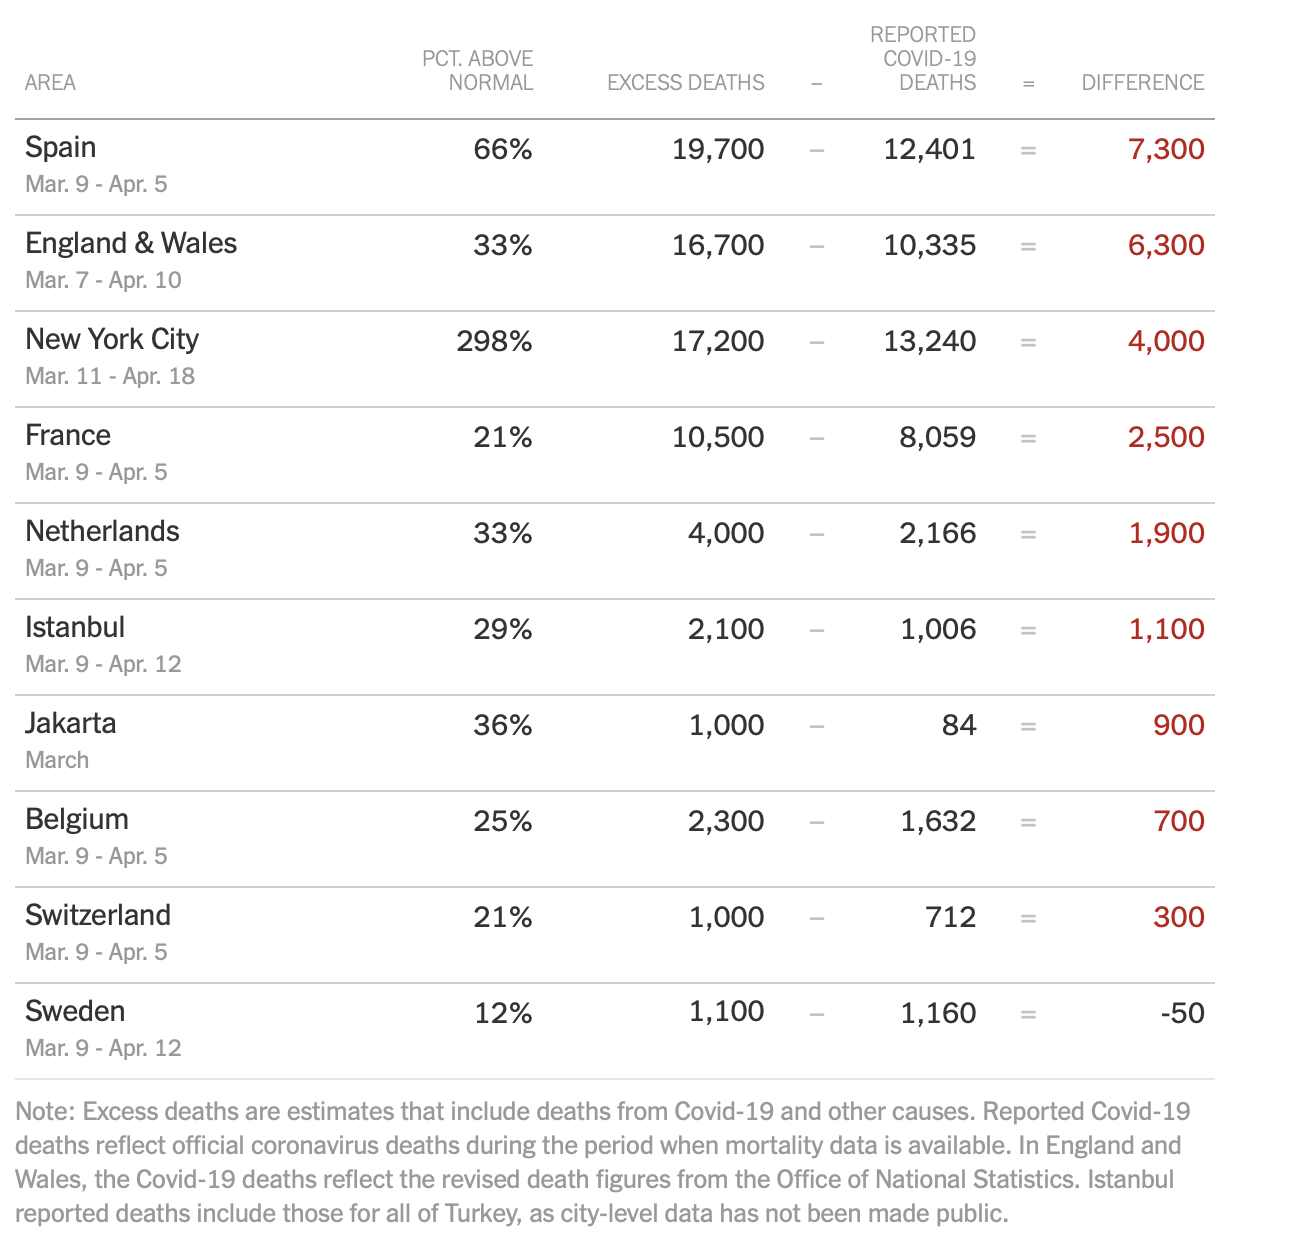 AREA PCT. ABOVE NORMAL EXCESS DEATHS – REPORTED COVID-19 DEATHS = DIFFERENCE
Spain 66% 19,700 – 12,401 = 7,300
Mar. 9 - Apr. 5
England & Wales 33% 16,700 – 10,335 = 6,300
Mar. 7 - Apr. 10
New York City 298% 17,200 – 13,240 = 4,000
Mar. 11 - Apr. 18
France 21% 10,500 – 8,059 = 2,500
Mar. 9 - Apr. 5
Netherlands 33% 4,000 – 2,166 = 1,900
Mar. 9 - Apr. 5
Istanbul 29% 2,100 – 1,006 = 1,100
Mar. 9 - Apr. 12
Jakarta 36% 1,000 – 84 = 900
March
Belgium 25% 2,300 – 1,632 = 700
Mar. 9 - Apr. 5
Switzerland 21% 1,000 – 712 = 300
Mar. 9 - Apr. 5
Sweden 12% 1,100 – 1,160 = -50
Mar. 9 - Apr. 12
Note: Excess deaths are estimates that include deaths from Covid-19 and other causes. Reported Covid-19
deaths reflect official coronavirus deaths during the period when mortality data is available. In England and
Wales, the Covid-19 deaths reflect the revised death figures from the Office of National Statistics. Istanbul
reported deaths include those for all of Turkey, as city-level data has not been made public.